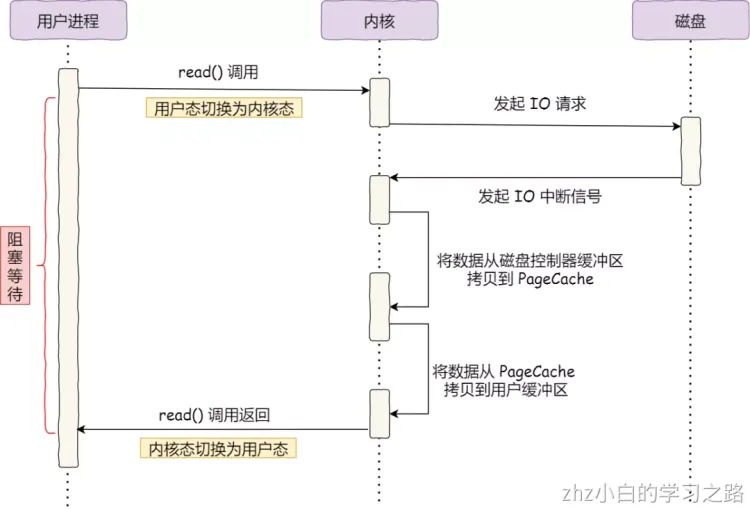 用户进程
内核
磁盘
read() 调用
用户态切换为内核态
发起 IO 请求
发起 IO 中断信号
阻塞等待
将数据从磁盘控制器缓冲区
拷贝到 PageCache
将数据从 PageCache
拷贝到用户缓冲区
read() 调用返回
内核态切换为用户态
zhz小白的学习之路